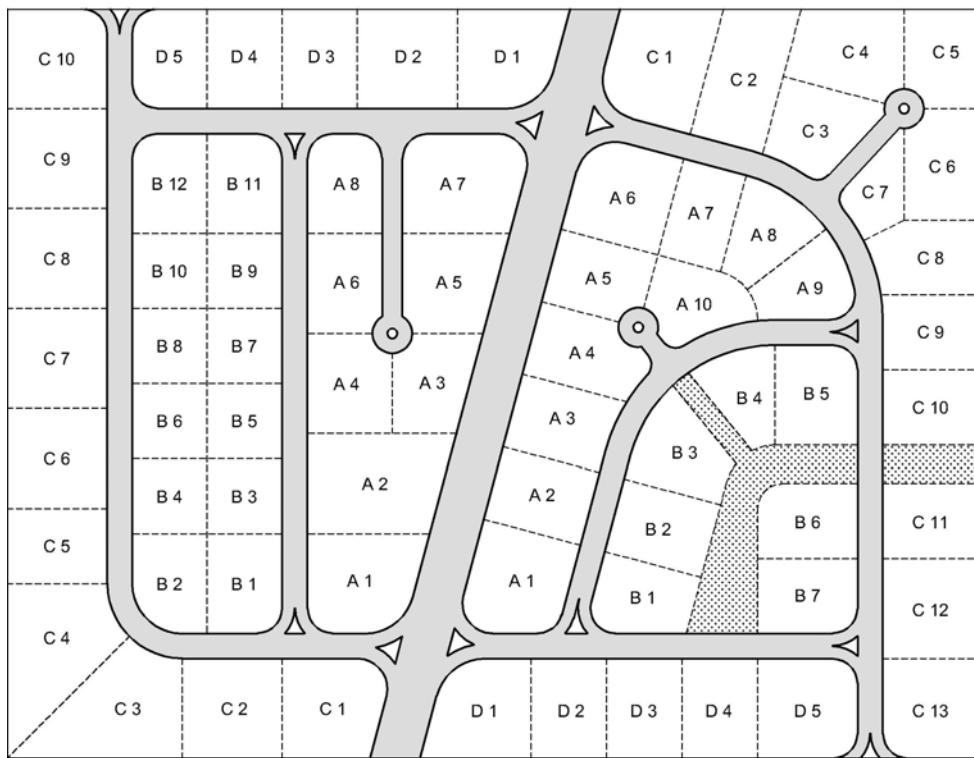 C 10
D 5
D 4
D 3
D 2
D 1
C 1
C 2
C 4
C 5
C 3
C 9
B 12
B 11
A 8
A 7
A 6
A 7
A 8
C 7
C 6
C 8
B 10
B 9
A 6
A 5
A 5
A 10
A 9
C 8
C 7
B 8
B 7
A 4
A 3
A 4
C 9
C 6
B 6
B 5
A 3
B 3
B 4
B 5
C 10
C 5
B 4
B 3
A 2
A 2
B 2
B 6
C 11
C 4
B 2
B 1
A 1
A 1
B 1
B 7
C 12
C 3
C 2
C 1
D 1
D 2
D 3
D 4
D 5
C 13